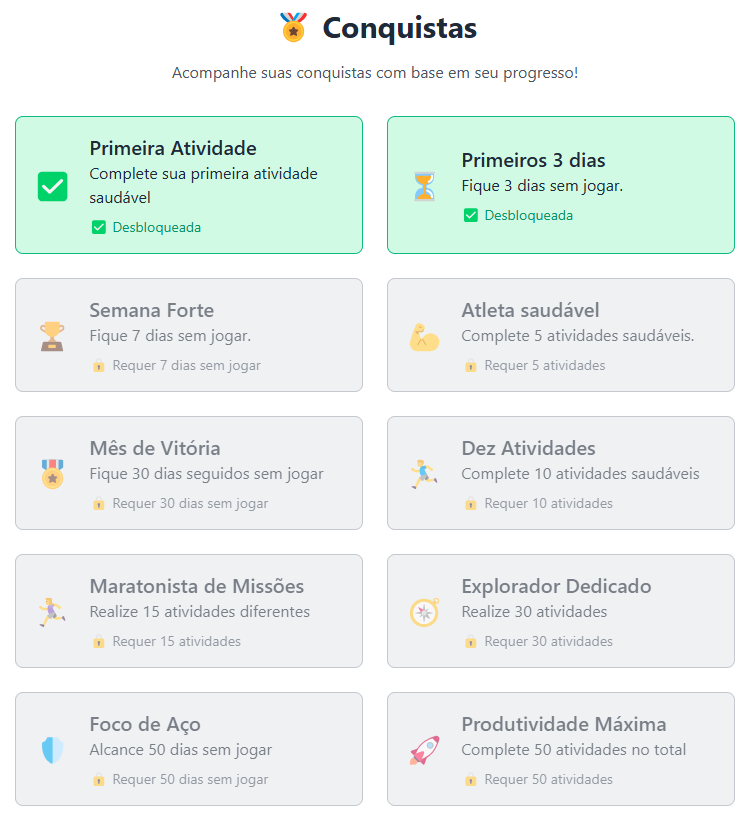 Conquistas
Acompanhe suas conquistas com base em seu progresso!
Primeira Atividade
Complete sua primeira atividade
saudável
Desbloqueada
Primeiros 3 dias
Fique 3 dias sem jogar.
Desbloqueada
Semana Forte
Fique 7 dias sem jogar.
Requer 7 dias sem jogar
Atleta saudável
Complete 5 atividades saudáveis.
Requer 5 atividades
Mês de Vitória
Fique 30 dias seguidos sem jogar
Requer 30 dias sem jogar
Dez Atividades
Complete 10 atividades saudáveis
Requer 10 atividades
Maratonista de Missões
Realize 15 atividades diferentes
Requer 15 atividades
Explorador Dedicado
Realize 30 atividades
Requer 30 atividades
Foco de Aço
Alcance 50 dias sem jogar
Requer 50 dias sem jogar
Produtividade Máxima
Complete 50 atividades no total
Requer 50 atividades